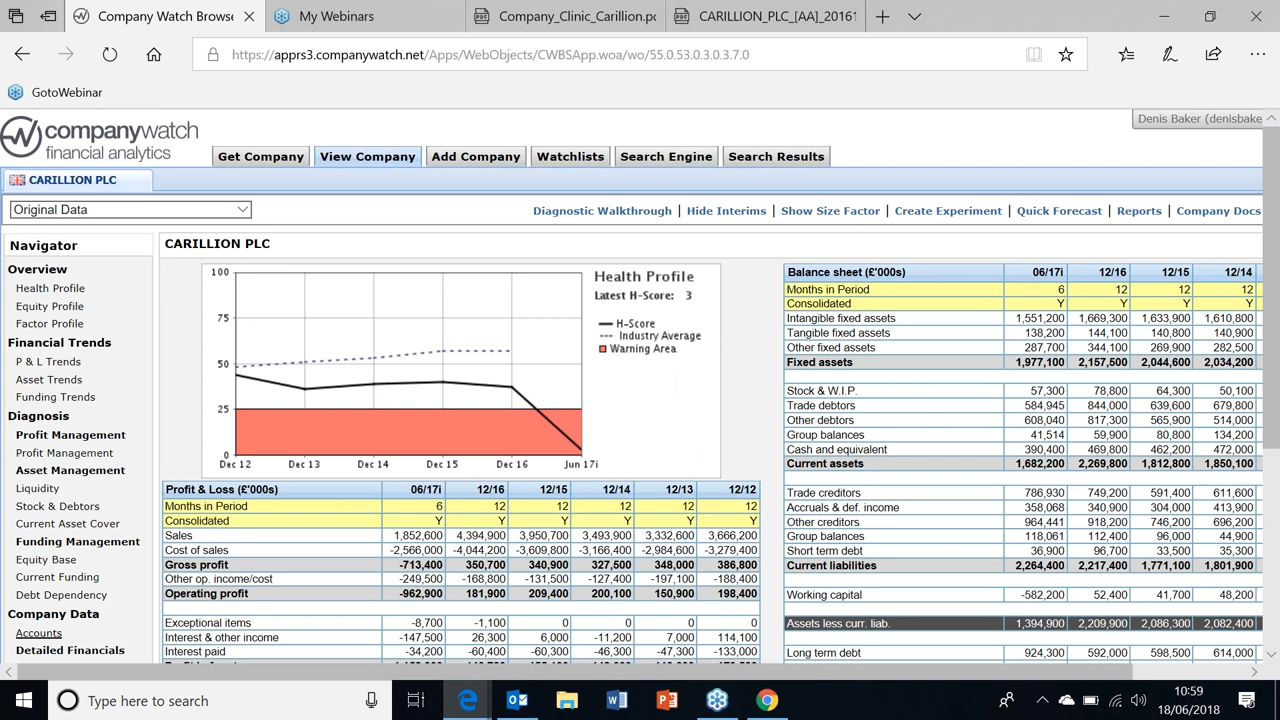 Company Watch Browse
My Webinars
Company_Clinic_Carillion.pd
CARILLION_PLC_[AA]_20161
https://apprs3.companywatch.net/Apps/WebObjects/CWBSApp.woa/wo/55.0.53.0.3.0.3.7.0
GotoWebinar
companywatch
financial analytics
Denis Baker (denisbake
Get Company
View Company
Add Company
Watchlists
Search Engine
Search Results
CARILLION PLC
Original Data
Diagnostic Walkthrough | Hide Interims | Show Size Factor | Create Experiment | Quick Forecast | Reports | Company Docs
Navigator
Overview
Health Profile
Equity Profile
Factor Profile
Financial Trends
P & L Trends
Asset Trends
Funding Trends
Diagnosis
Profit Management
Profit Management
Asset Management
Liquidity
Stock & Debtors
Current Asset Cover
Funding Management
Equity Base
Current Funding
Debt Dependency
Company Data
Accounts
Detailed Financials
CARILLION PLC
100
75
50
25
0
Dec 12 Dec 13 Dec 14 Dec 15 Dec 16 Jun 17i
Health Profile
Latest H-Score: 3
H-Score
Industry Average
Warning Area
Profit & Loss (£'000s) 06/17i 12/16 12/15 12/14 12/13 12/12
Months in Period 6 12 12 12 12 12
Consolidated Y Y Y Y Y Y
Sales 1,852,600 4,394,900 3,950,700 3,493,900 3,332,600 3,666,200
Cost of sales -2,566,000 -4,044,200 -3,609,800 -3,166,400 -2,984,600 -3,279,400
Gross profit -713,400 350,700 340,900 327,500 348,000 386,800
Other op. income/cost -249,500 -168,800 -131,500 -127,400 -197,100 -188,400
Operating profit -962,900 181,900 209,400 200,100 150,900 198,400
Exceptional items -8,700 -1,100 0 0 0 0
Interest & other income -147,500 26,300 6,000 -11,200 7,000 114,100
Interest paid -34,200 -60,400 -60,300 -46,300 -47,300 -133,000
Balance sheet (£'000s) 06/17i 12/16 12/15 12/14
Months in Period 6 12 12 12
Consolidated Y Y Y Y
Intangible fixed assets 1,551,200 1,669,300 1,633,900 1,610,800
Tangible fixed assets 138,200 144,100 140,800 140,900
Other fixed assets 287,700 344,100 269,900 282,500
Fixed assets 1,977,100 2,157,500 2,044,600 2,034,200
Stock & W.I.P. 57,300 78,800 64,300 50,100
Trade debtors 584,945 844,000 639,600 679,800
Other debtors 608,040 817,300 565,900 514,000
Group balances 41,514 59,900 80,800 134,200
Cash and equivalent 390,400 469,800 462,200 472,000
Current assets 1,682,200 2,269,800 1,812,800 1,850,100
Trade creditors 786,930 749,200 591,400 611,600
Accruals & def. income 358,068 340,900 304,000 413,900
Other creditors 964,441 918,200 746,200 696,200
Group balances 118,061 112,400 96,000 44,900
Short term debt 36,900 96,700 33,500 35,300
Current liabilities 2,264,400 2,217,400 1,771,100 1,801,900
Working capital -582,200 52,400 41,700 48,200
Assets less curr. liab. 1,394,900 2,209,900 2,086,300 2,082,400
Long term debt 924,300 592,000 598,500 614,000
Type here to search
10:59
18/06/2018